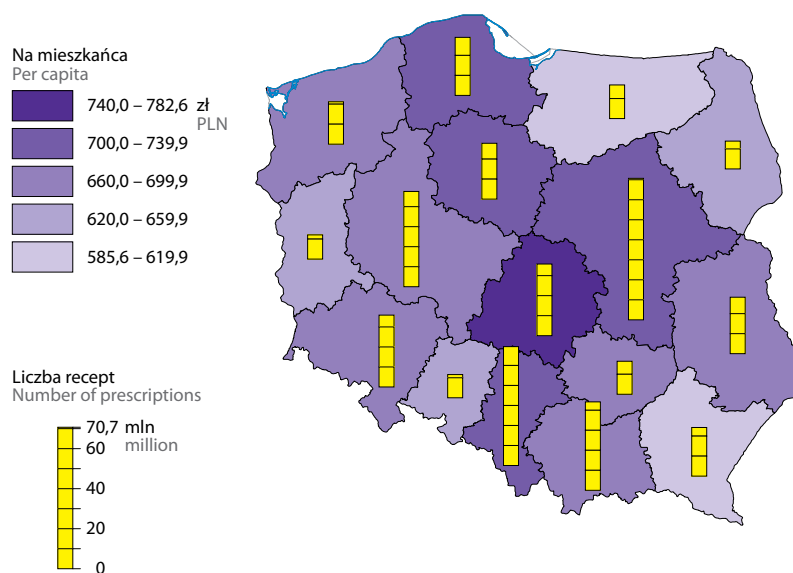 Na mieszkańca
Per capita
740,0 – 782,6 zł
PLN
700,0 – 739,9
660,0 – 699,9
620,0 – 659,9
585,6 – 619,9
Liczba recept
Number of prescriptions
70,7 mln
million
60
40
20
0